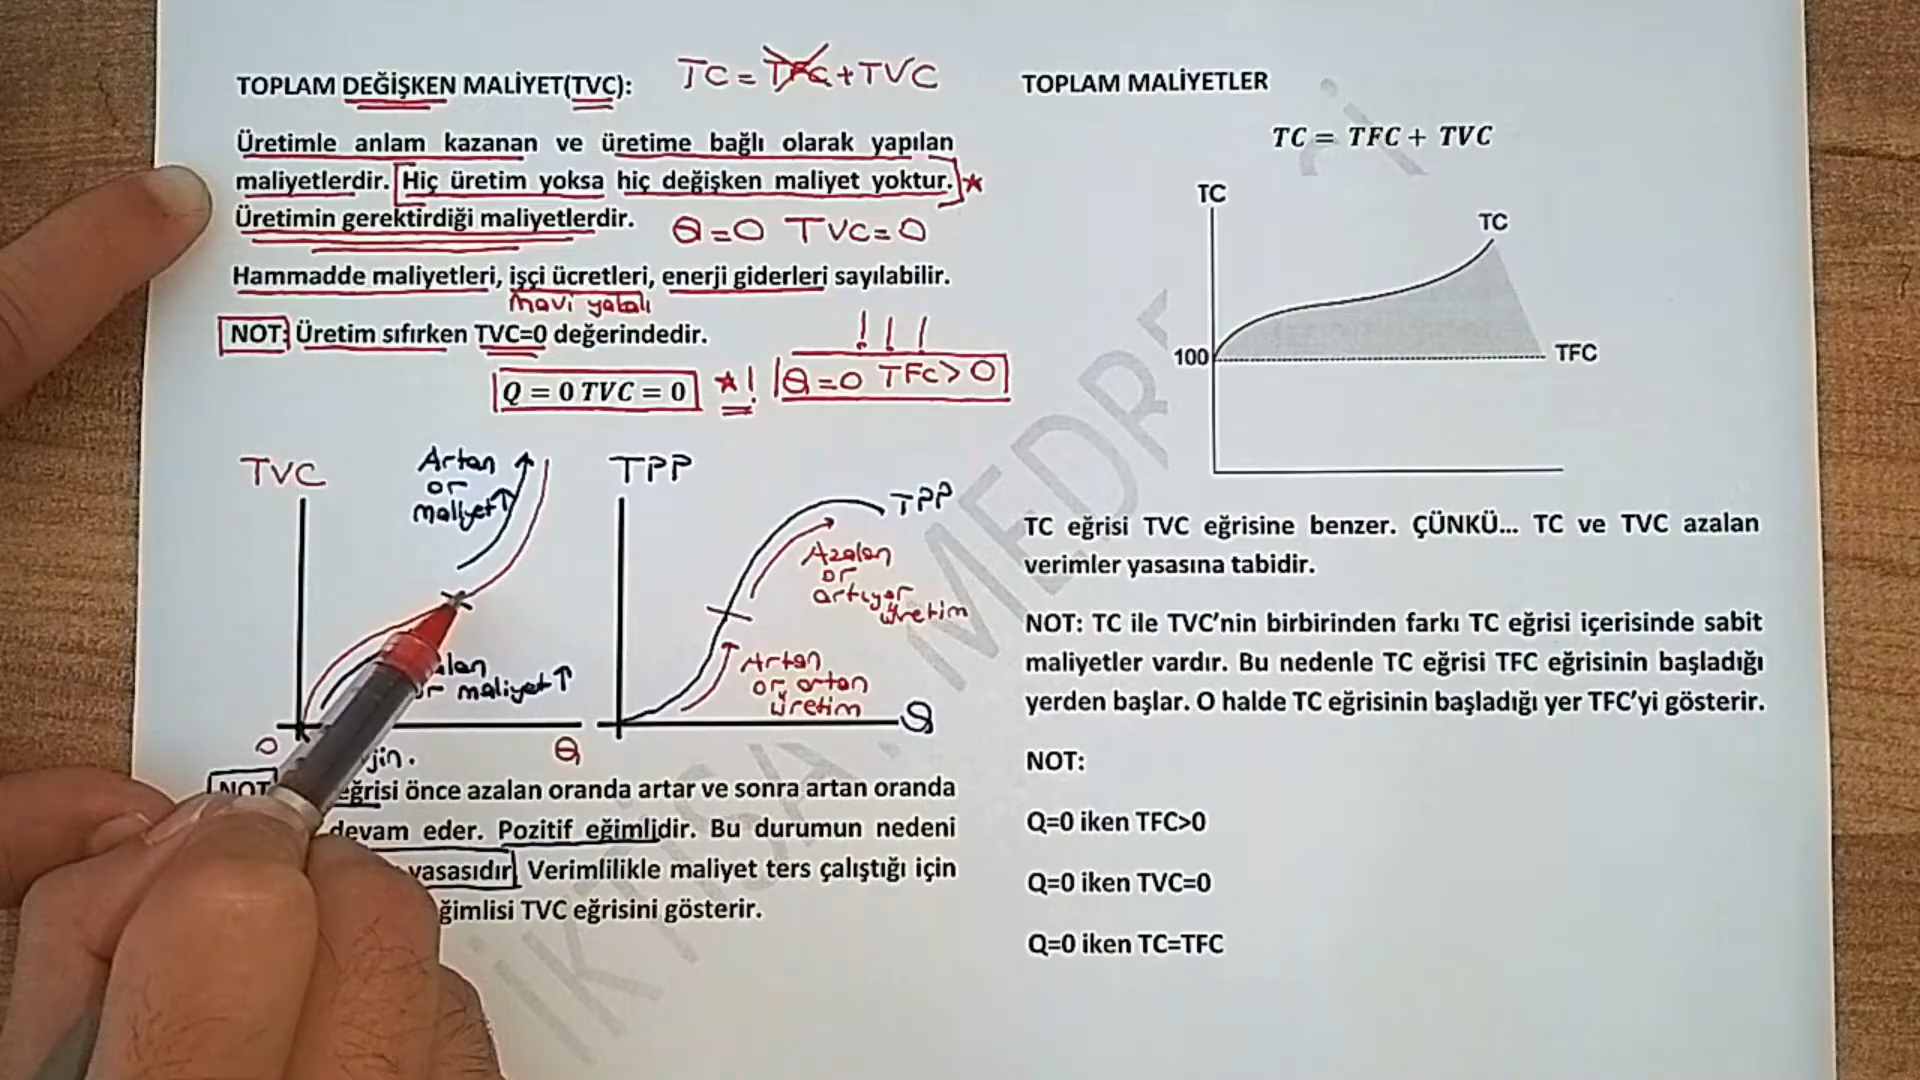 TOPLAM DEĞİŞKEN MALİYET(TVC):
TC = TFC + TVC
Üretimle anlam kazanan ve üretime bağlı olarak yapılan
maliyetlerdir. Hiç üretim yoksa hiç değişken maliyet yoktur.
Üretimin gerektirdiği maliyetlerdir.
Q=0 TVC=0
Hammadde maliyetleri, işçi ücretleri, enerji giderleri sayılabilir.
mavi yakalı
NOT: Üretim sıfırken TVC=0 değerindedir.
!!!
Q = 0 TVC = 0
!
Q=0 TFC>0
TVC
Artan
or
maliyet↑
0
Q
TPP
TPP
Azalan
or
artıyor
üretim
Artan
or. artan
üretim
Q
maliyet↑
jin.
NOT
eğrisi önce azalan oranda artar ve sonra artan oranda
devam eder. Pozitif eğimlidir. Bu durumun nedeni
yasasıdır. Verimlilikle maliyet ters çalıştığı için
ğimlisi TVC eğrisini gösterir.
TOPLAM MALİYETLER
TC = TFC + TVC
TC
TC
100
TFC
TC eğrisi TVC eğrisine benzer. ÇÜNKÜ... TC ve TVC azalan
verimler yasasına tabidir.
NOT: TC ile TVC'nin birbirinden farkı TC eğrisi içerisinde sabit
maliyetler vardır. Bu nedenle TC eğrisi TFC eğrisinin başladığı
yerden başlar. O halde TC eğrisinin başladığı yer TFC'yi gösterir.
NOT:
Q=0 iken TFC>0
Q=0 iken TVC=0
Q=0 iken TC=TFC